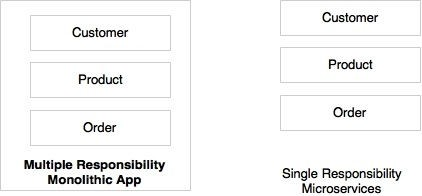 Customer
Product
Order
Multiple Responsibility
Monolithic App
Customer
Product
Order
Single Responsibility
Microservices